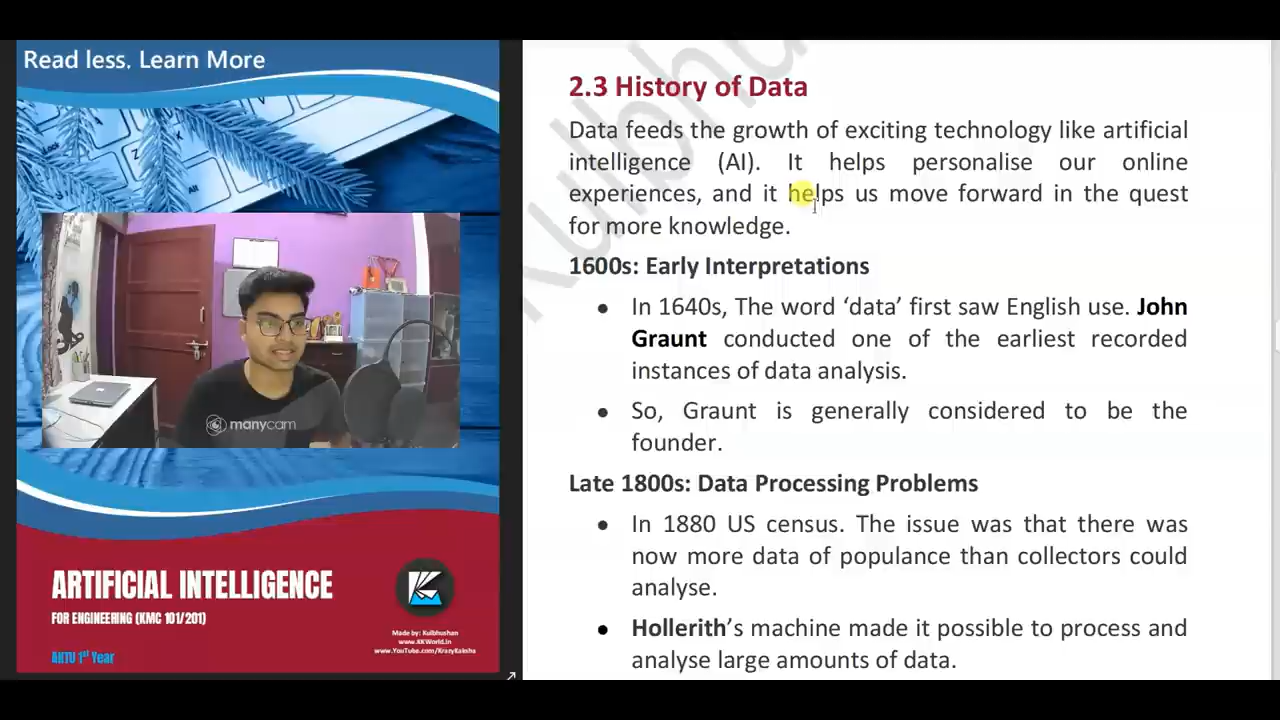 Read less. Learn More
manycam
ARTIFICIAL INTELLIGENCE
FOR ENGINEERING (KMC 101/201)
AKTU 1st Year
Made by: Kulbhushan
www.KKWorld.in
www.YouTube.com/KrazyKaksha
2.3 History of Data
Data feeds the growth of exciting technology like artificial
intelligence (AI). It helps personalise our online
experiences, and it helps us move forward in the quest
for more knowledge.
1600s: Early Interpretations
• In 1640s, The word ‘data’ first saw English use. John
Graunt conducted one of the earliest recorded
instances of data analysis.
• So, Graunt is generally considered to be the
founder.
Late 1800s: Data Processing Problems
• In 1880 US census. The issue was that there was
now more data of populance than collectors could
analyse.
• Hollerith’s machine made it possible to process and
analyse large amounts of data.